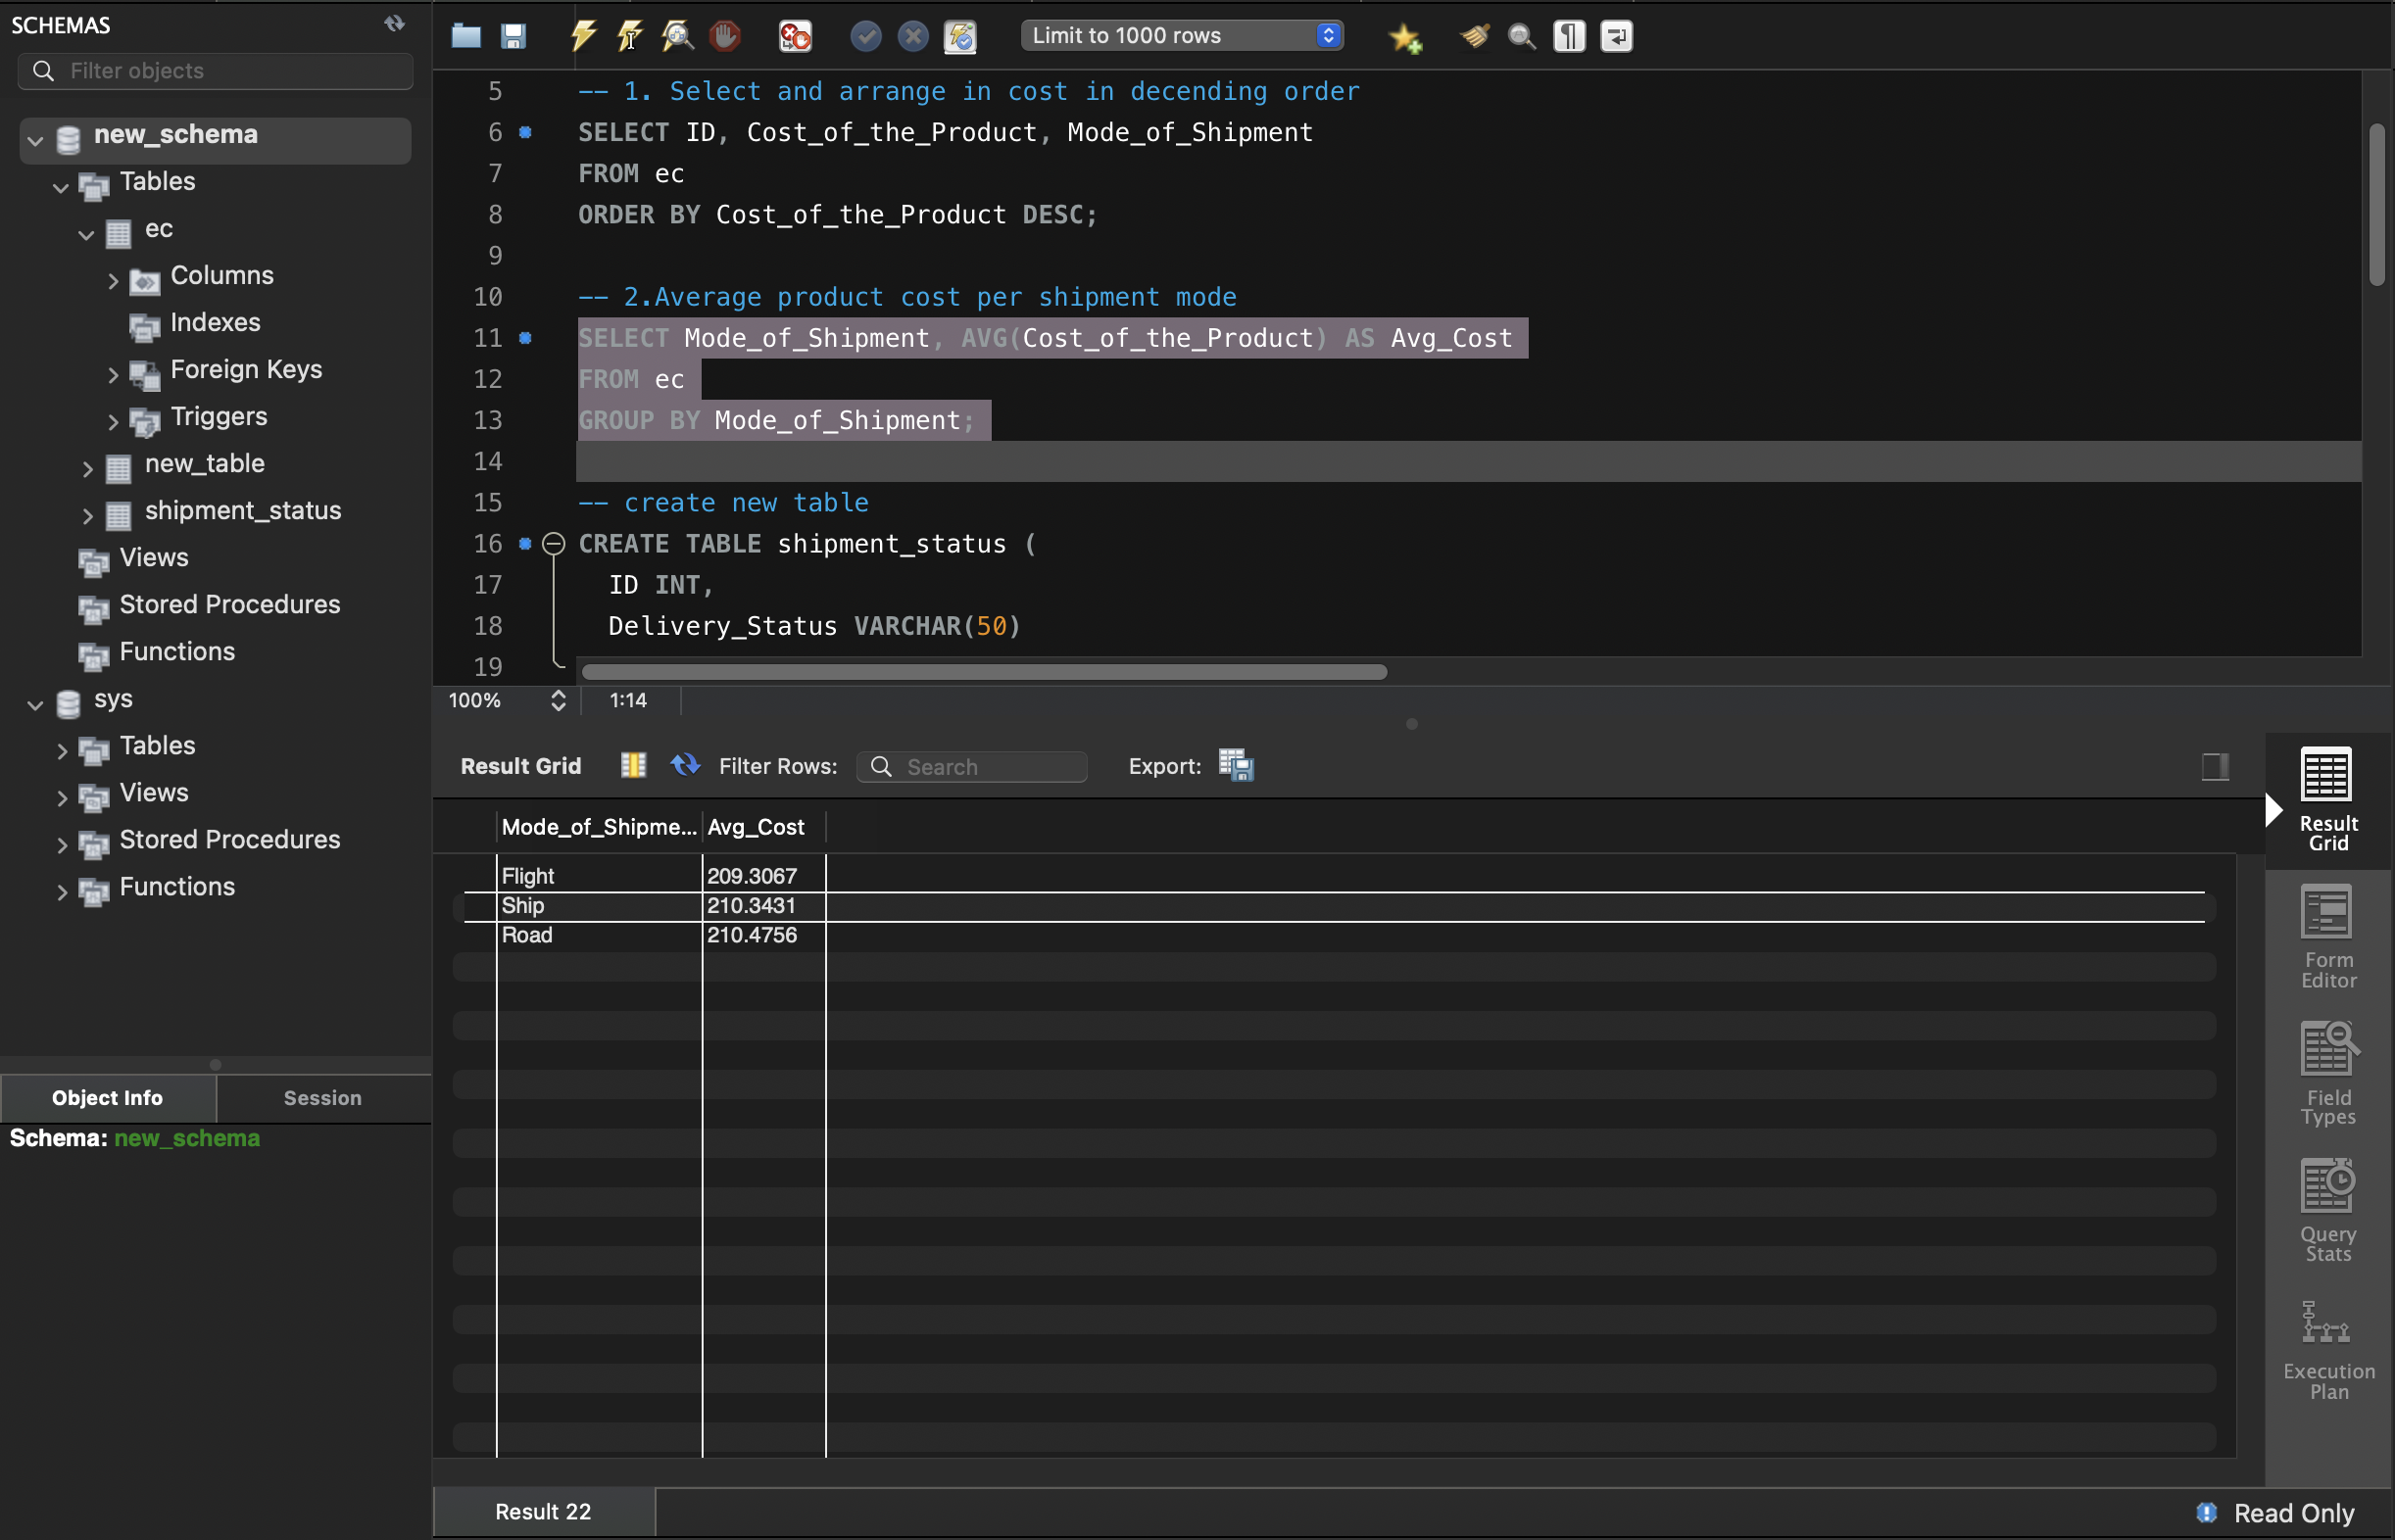 SCHEMAS
Filter objects
new_schema
Tables
ec
Columns
Indexes
Foreign Keys
Triggers
new_table
shipment_status
Views
Stored Procedures
Functions
sys
Tables
Views
Stored Procedures
Functions
Object Info Session
Schema: new_schema
Limit to 1000 rows
5 -- 1. Select and arrange in cost in decending order
6 SELECT ID, Cost_of_the_Product, Mode_of_Shipment
7 FROM ec
8 ORDER BY Cost_of_the_Product DESC;
9
10 -- 2.Average product cost per shipment mode
11 SELECT Mode_of_Shipment, AVG(Cost_of_the_Product) AS Avg_Cost
12 FROM ec
13 GROUP BY Mode_of_Shipment;
14
15 -- create new table
16 CREATE TABLE shipment_status (
17 ID INT,
18 Delivery_Status VARCHAR(50)
19
100% 1:14
Result Grid Filter Rows: Search Export:
Mode_of_Shipme... Avg_Cost
Flight 209.3067
Ship 210.3431
Road 210.4756
Result
Grid
Form
Editor
Field
Types
Query
Stats
Execution
Plan
Result 22 Read Only